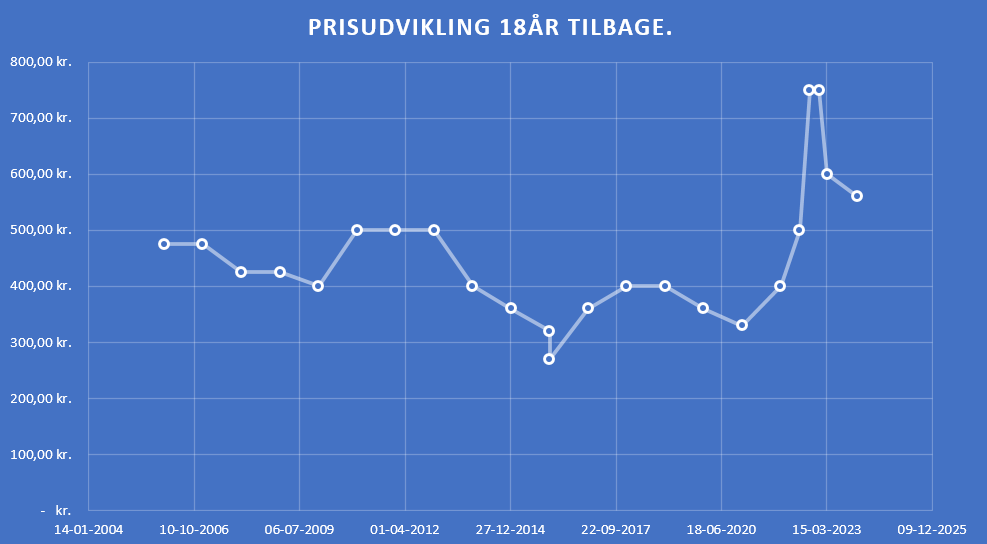 PRISUDVIKLING 18ÅR TILBAGE.
800,00 kr.
700,00 kr.
600,00 kr.
500,00 kr.
400,00 kr.
300,00 kr.
200,00 kr.
100,00 kr.
- kr.
14-01-2004 10-10-2006 06-07-2009 01-04-2012 27-12-2014 22-09-2017 18-06-2020 15-03-2023 09-12-2025